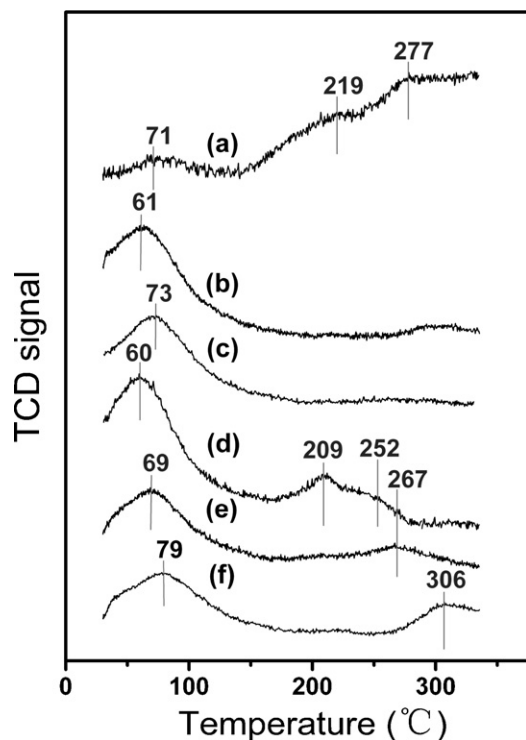 277
219
71
(a)
61
(b)
73
(c)
60
(d)
209
252
267
69
(e)
79
(f)
306
TCD signal
0
100
200
300
Temperature (℃)